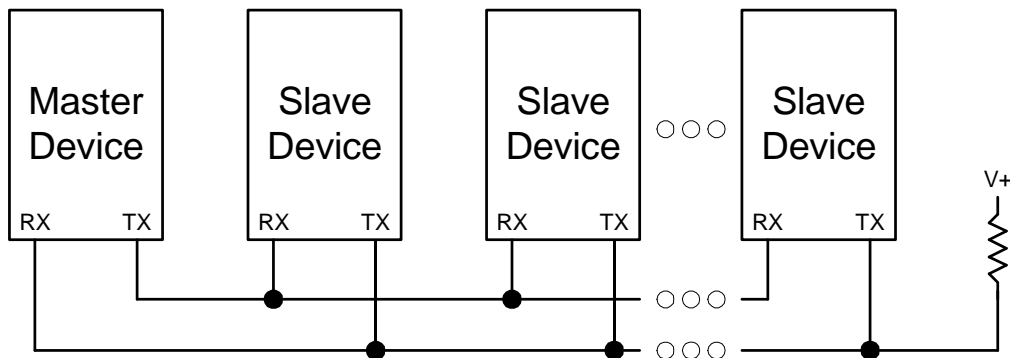 Master
Device
Slave
Device
Slave
Device
Slave
Device
V+
RX TX
RX TX
RX TX
RX TX